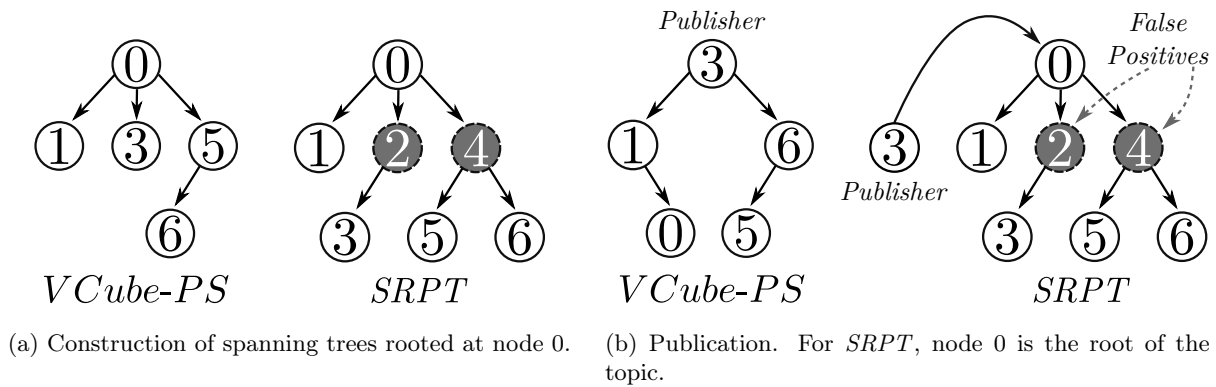 Publisher
False
Positives
0
0
3
0
1
3
5
1
2
4
1
6
3
1
2
4
Publisher
6
3
5
6
0
5
3
5
6
VCube-PS
SRPT
VCube-PS
SRPT
(a) Construction of spanning trees rooted at node 0.
(b) Publication. For SRPT, node 0 is the root of the
topic.